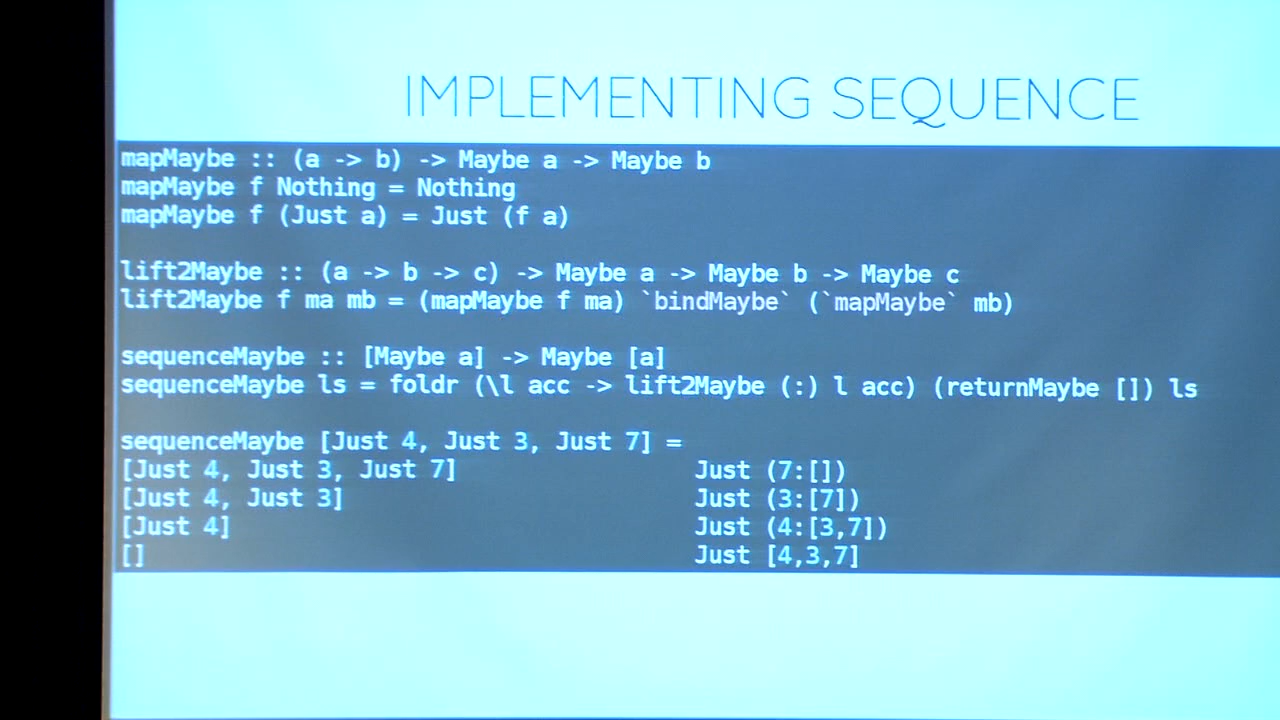 IMPLEMENTING SEQUENCE
mapMaybe :: (a -> b) -> Maybe a -> Maybe b
mapMaybe f Nothing = Nothing
mapMaybe f (Just a) = Just (f a)
lift2Maybe :: (a -> b -> c) -> Maybe a -> Maybe b -> Maybe c
lift2Maybe f ma mb = (mapMaybe f ma) `bindMaybe` (`mapMaybe` mb)
sequenceMaybe :: [Maybe a] -> Maybe [a]
sequenceMaybe ls = foldr (\l acc -> lift2Maybe (:) l acc) (returnMaybe []) ls
sequenceMaybe [Just 4, Just 3, Just 7] =
[Just 4, Just 3, Just 7] Just (7:[])
[Just 4, Just 3] Just (3:[7])
[Just 4] Just (4:[3,7])
[] Just [4,3,7]